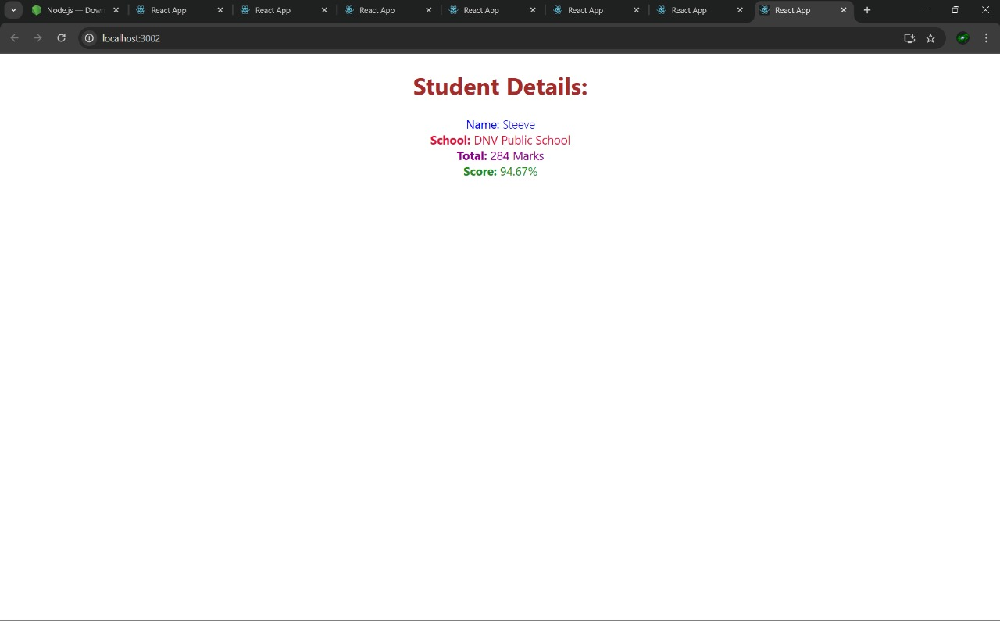 Node.js — Down
React App
React App
React App
React App
React App
React App
React App
localhost:3002
Student Details:
Name: Steeve
School: DNV Public School
Total: 284 Marks
Score: 94.67%